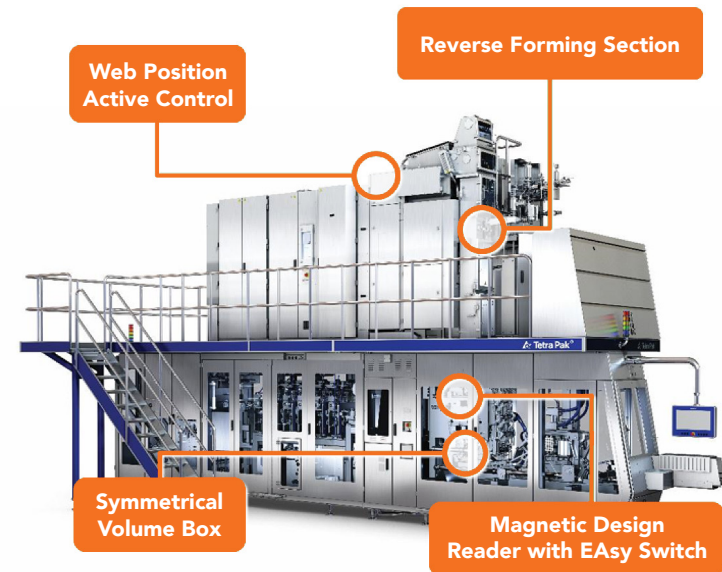 Reverse Forming Section
Web Position
Active Control
Tetra Pak®
Symmetrical
Volume Box
Magnetic Design
Reader with EAsy Switch